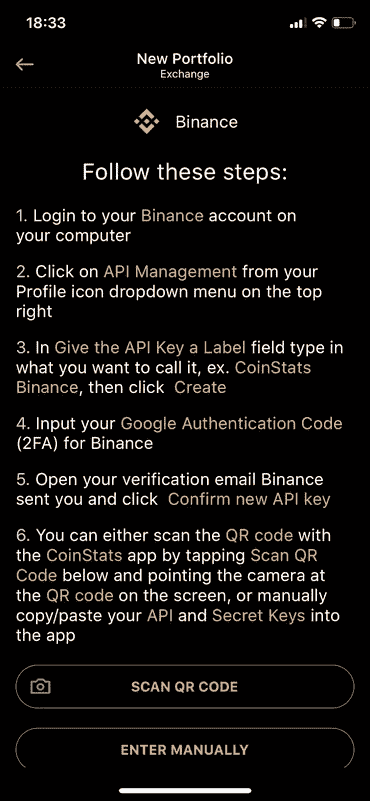 18:33
New Portfolio
Exchange
Binance
Follow these steps:
1. Login to your Binance account on
your computer
2. Click on API Management from your
Profile icon dropdown menu on the top
right
3. In Give the API Key a Label field type in
what you want to call it, ex. CoinStats
Binance, then click  Create
4. Input your Google Authentication Code
(2FA) for Binance
5. Open your verification email Binance
sent you and click  Confirm new API key
6. You can either scan the QR code with
the CoinStats app by tapping Scan QR
Code below and pointing the camera at
the QR code on the screen, or manually
copy/paste your API and Secret Keys into
the app
SCAN QR CODE
ENTER MANUALLY